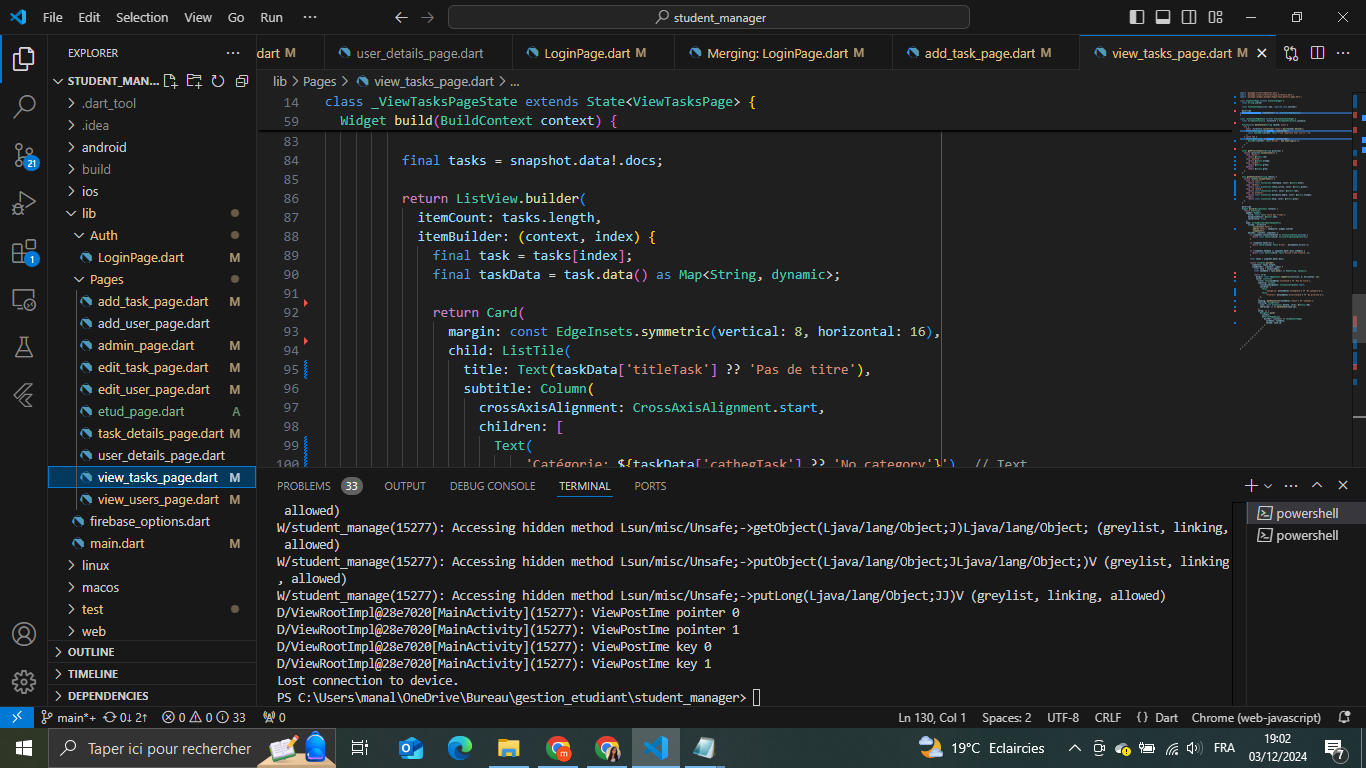 File Edit Selection View Go Run ··· student_manager
EXPLORER ···
STUDENT_MAN...
.dart_tool
.idea
android
build
ios
lib
Auth
LoginPage.dart M
Pages
add_task_page.dart M
add_user_page.dart
admin_page.dart M
edit_task_page.dart M
edit_user_page.dart M
etud_page.dart A
task_details_page.dart M
user_details_page.dart
view_tasks_page.dart M
view_users_page.dart M
firebase_options.dart
main.dart M
linux
macos
test
web
OUTLINE
TIMELINE
DEPENDENCIES
21
1
dart M user_details_page.dart LoginPage.dart M Merging: LoginPage.dart M add_task_page.dart M view_tasks_page.dart M
lib > Pages > view_tasks_page.dart > ...
14 class _ViewTasksPageState extends State<ViewTasksPage> {
59 Widget build(BuildContext context) {
83
84 final tasks = snapshot.data!.docs;
85
86 return ListView.builder(
87 itemCount: tasks.length,
88 itemBuilder: (context, index) {
89 final task = tasks[index];
90 final taskData = task.data() as Map<String, dynamic>;
91
92 return Card(
93 margin: const EdgeInsets.symmetric(vertical: 8, horizontal: 16),
94 child: ListTile(
95 title: Text(taskData['titleTask'] ?? 'Pas de titre'),
96 subtitle: Column(
97 crossAxisAlignment: CrossAxisAlignment.start,
98 children: [
99 Text(
100 'Catégorie: ${taskData['cathegTask'] ?? 'No category'}') // Text
PROBLEMS 33 OUTPUT DEBUG CONSOLE TERMINAL PORTS
allowed)
W/student_manage(15277): Accessing hidden method Lsun/misc/Unsafe;->getObject(Ljava/lang/Object;J)Ljava/lang/Object; (greylist, linking,
allowed)
W/student_manage(15277): Accessing hidden method Lsun/misc/Unsafe;->putObject(Ljava/lang/Object;JLjava/lang/Object;)V (greylist, linking
, allowed)
W/student_manage(15277): Accessing hidden method Lsun/misc/Unsafe;->putLong(Ljava/lang/Object;JJ)V (greylist, linking, allowed)
D/ViewRootImpl@28e7020[MainActivity](15277): ViewPostIme pointer 0
D/ViewRootImpl@28e7020[MainActivity](15277): ViewPostIme pointer 1
D/ViewRootImpl@28e7020[MainActivity](15277): ViewPostIme key 0
D/ViewRootImpl@28e7020[MainActivity](15277): ViewPostIme key 1
Lost connection to device.
PS C:\Users\manal\OneDrive\Bureau\gestion_etudiant\student_manager>
powershell
powershell
main*+ 0↓ 2↑ 0 0 33 0 Ln 130, Col 1 Spaces: 2 UTF-8 CRLF {} Dart Chrome (web-javascript)
Taper ici pour rechercher 19°C Eclaircies FRA 19:02
03/12/2024 7